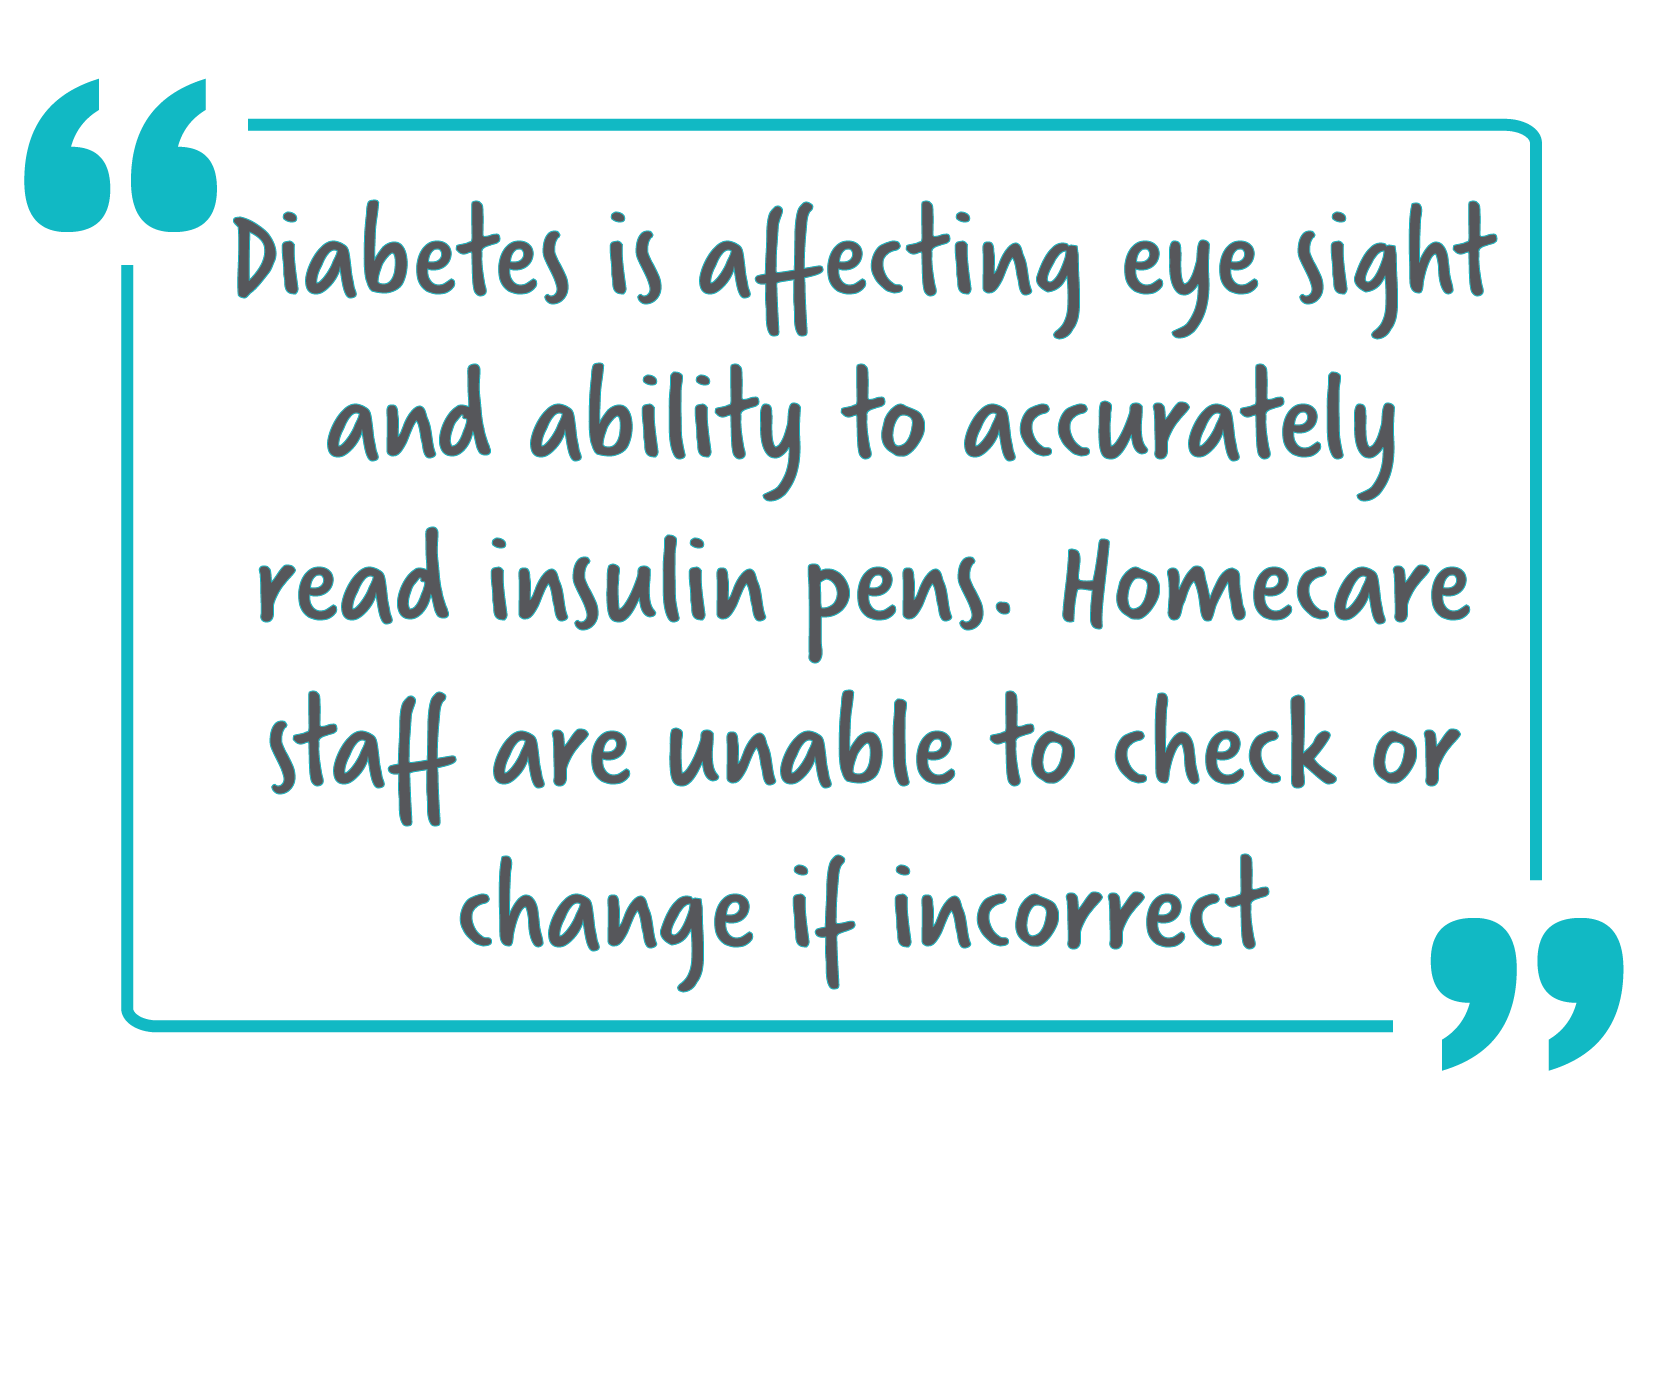 “
Diabetes is affecting eye sight
and ability to accurately
read insulin pens. Homecare
staff are unable to check or
change if incorrect
”